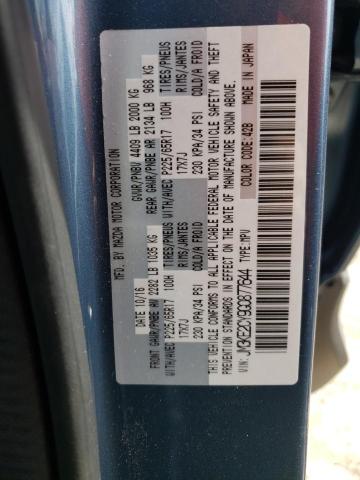 MFD. BY MAZDA MOTOR CORPORATION
DATE: 10/16 GVWR/PNBV 4409 LB 2000 KG
FRONT GAWR/PNBE AV 2282 LB 1035 KG REAR GAWR/PNBE AR 2134 LB 968 KG
WITH/AVEC P225/65R17 100H TIRES/PNEUS WITH/AVEC P225/65R17 100H TIRES/PNEUS
17X7J RIMS/JANTES 17X7J RIMS/JANTES
230 KPA/34 PSI COLD/A FROID 230 KPA/34 PSI COLD/A FROID
THIS VEHICLE CONFORMS TO ALL APPLICABLE FEDERAL MOTOR VEHICLE SAFETY AND THEFT
PREVENTION STANDARDS IN EFFECT ON THE DATE OF MANUFACTURE SHOWN ABOVE.
MADE IN JAPAN
TYPE: MPV COLOR CODE: 42B